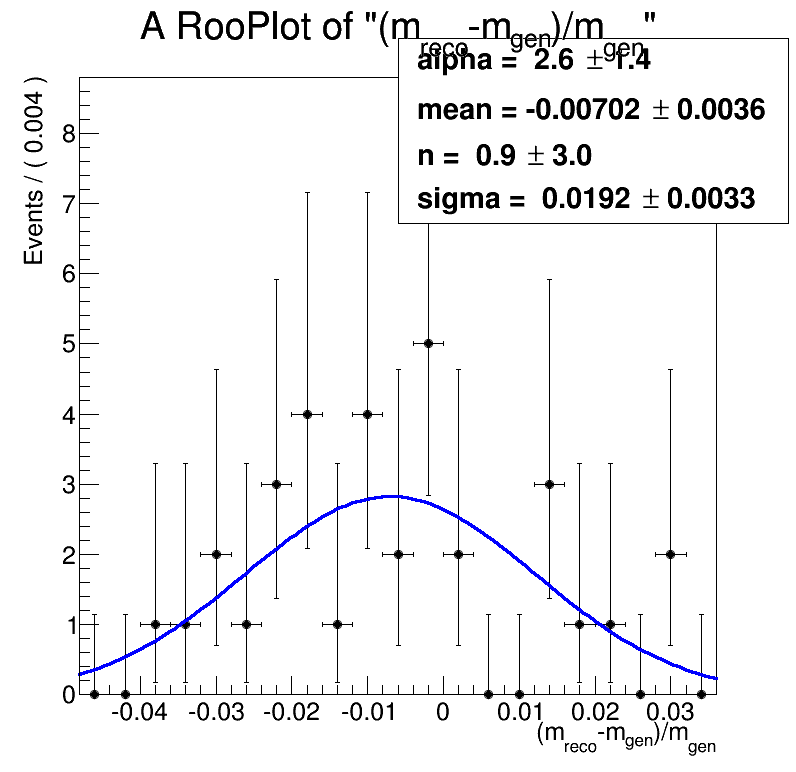 A RooPlot of "(m_reco-m_gen)/m_gen"
alpha = 2.6 ± 1.4
mean = -0.00702 ± 0.0036
n = 0.9 ± 3.0
sigma = 0.0192 ± 0.0033
Events / ( 0.004 )
8
7
6
5
4
3
2
1
0
-0.04 -0.03 -0.02 -0.01 0 0.01 0.02 0.03
(m_reco-m_gen)/m_gen